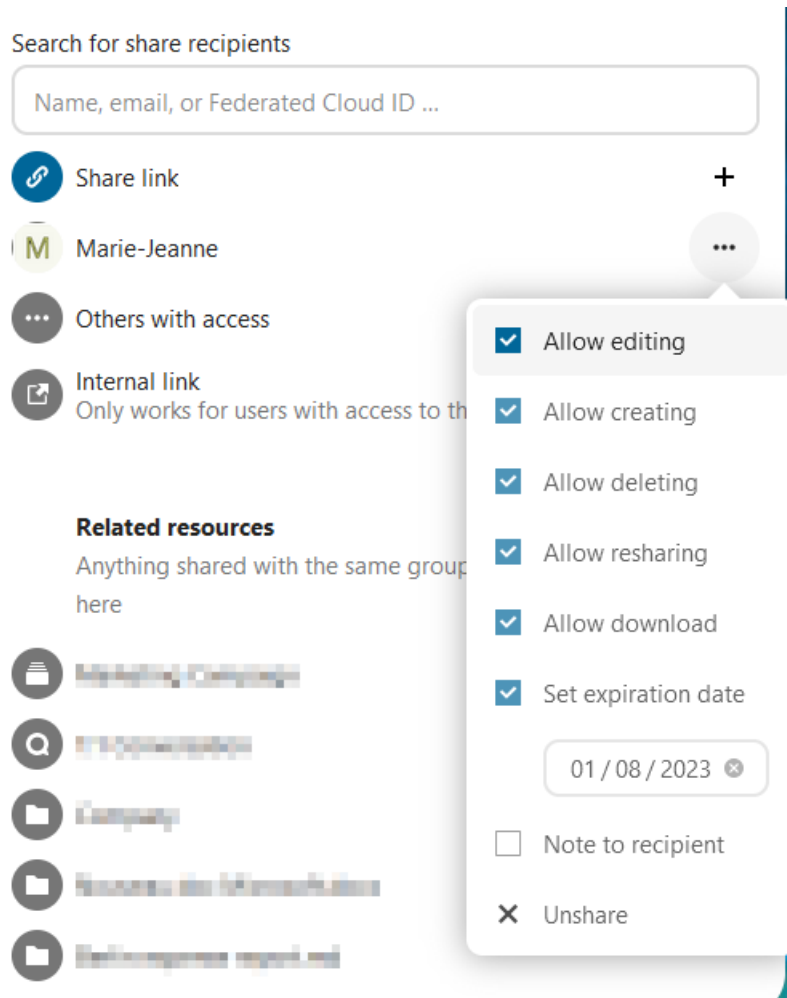 Search for share recipients
Name, email, or Federated Cloud ID ...
Share link
M Marie-Jeanne
Others with access
Internal link
Only works for users with access to th
Allow editing
Allow creating
Allow deleting
Allow resharing
Allow download
Set expiration date
01 / 08 / 2023
Note to recipient
Unshare
Related resources
Anything shared with the same group
here